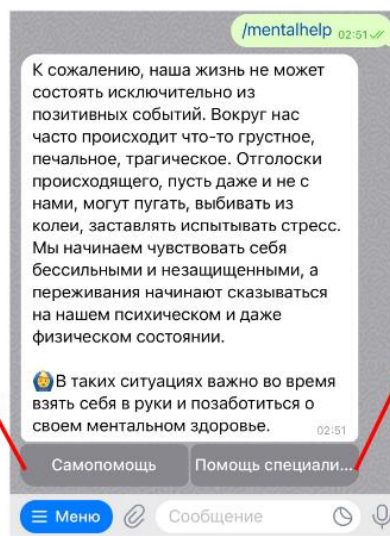 /mentalhelp 02:51
К сожалению, наша жизнь не может
состоять исключительно из
позитивных событий. Вокруг нас
часто происходит что-то грустное,
печальное, трагическое. Отголоски
происходящего, пусть даже и не с
нами, могут пугать, выбивать из
колеи, заставлять испытывать стресс.
Мы начинаем чувствовать себя
бессильными и незащищенными, а
переживания начинают сказываться
на нашем психическом и даже
физическом состоянии.
В таких ситуациях важно во время
взять себя в руки и позаботиться о
своем ментальном здоровье. 02:51
Самопомощь Помощь специали...
Меню Сообщение